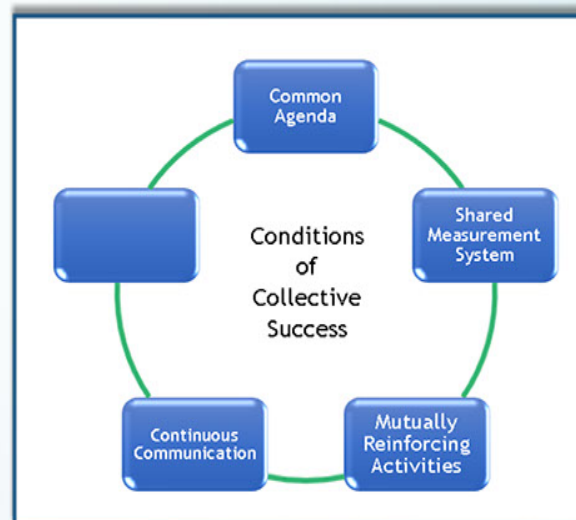 Common
Agenda
Shared
Measurement
System
Conditions
of
Collective
Success
Mutually
Reinforcing
Activities
Continuous
Communication